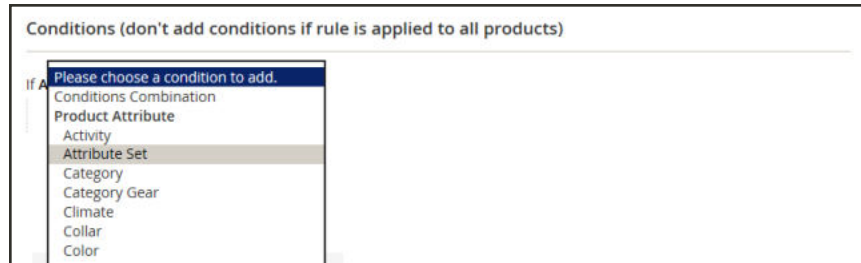 Conditions (don't add conditions if rule is applied to all products)
If A
Please choose a condition to add.
Conditions Combination
Product Attribute
Activity
Attribute Set
Category
Category Gear
Climate
Collar
Color